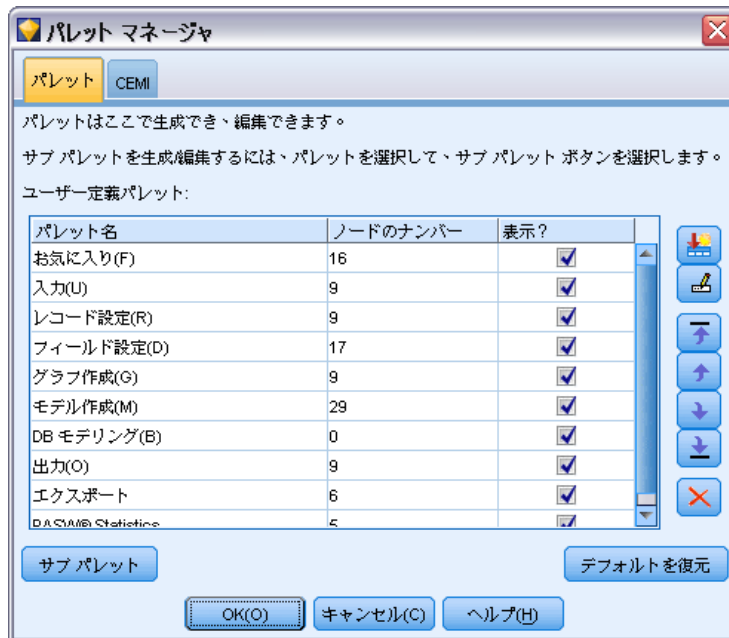 パレット マネージャ
パレット
CEMI
パレットはここで生成でき、編集できます。
サブ パレットを生成/編集するには、パレットを選択して、サブ パレット ボタンを選択します。
ユーザー定義パレット:
パレット名 ノードのナンバー 表示？
お気に入り(F) 16
入力(U) 9
レコード設定(R) 9
フィールド設定(D) 17
グラフ作成(G) 9
モデル作成(M) 29
DB モデリング(B) 0
出力(O) 9
エクスポート 6
PASW® Statistics 5
サブ パレット
デフォルトを復元
OK(O) キャンセル(C) ヘルプ(H)